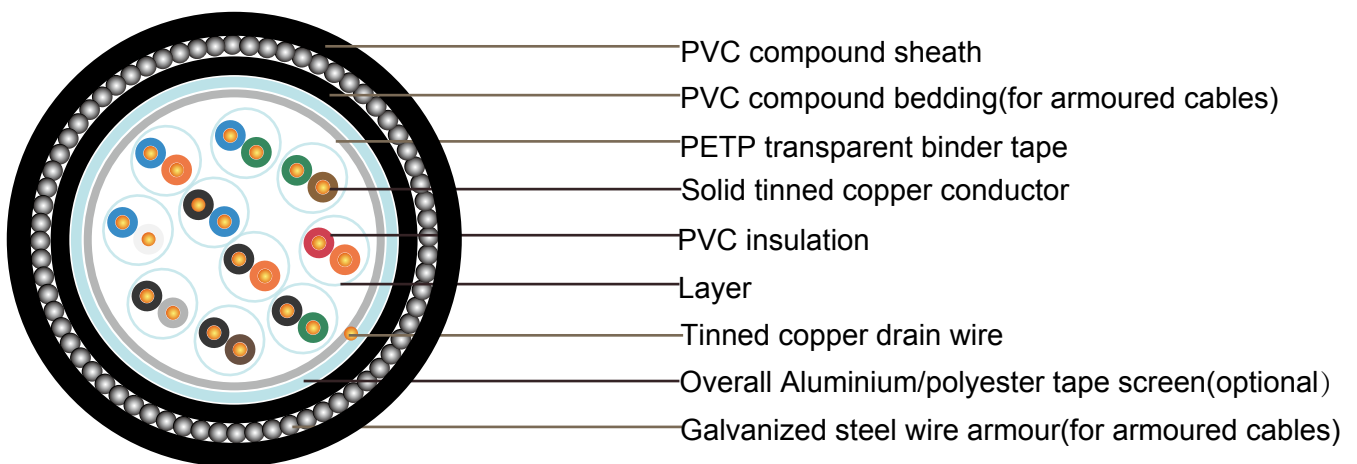 PVC compound sheath
PVC compound bedding(for armoured cables)
PETP transparent binder tape
Solid tinned copper conductor
PVC insulation
Layer
Tinned copper drain wire
Overall Aluminium/polyester tape screen(optional）
Galvanized steel wire armour(for armoured cables)